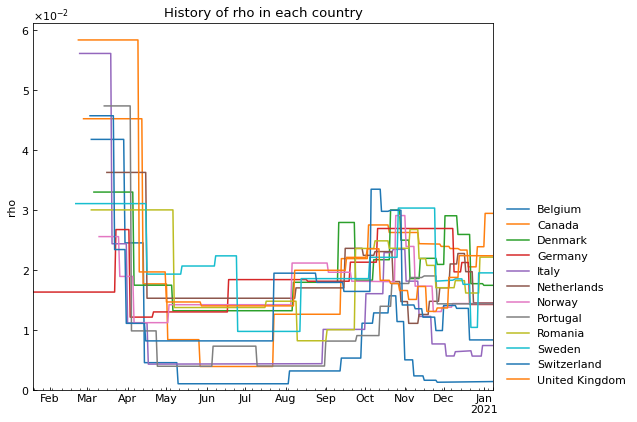 History of rho in each country
×10⁻²
6
5
4
3
2
1
0
rho
Feb Mar Apr May Jun Jul Aug Sep Oct Nov Dec Jan
2021
Belgium
Canada
Denmark
Germany
Italy
Netherlands
Norway
Portugal
Romania
Sweden
Switzerland
United Kingdom